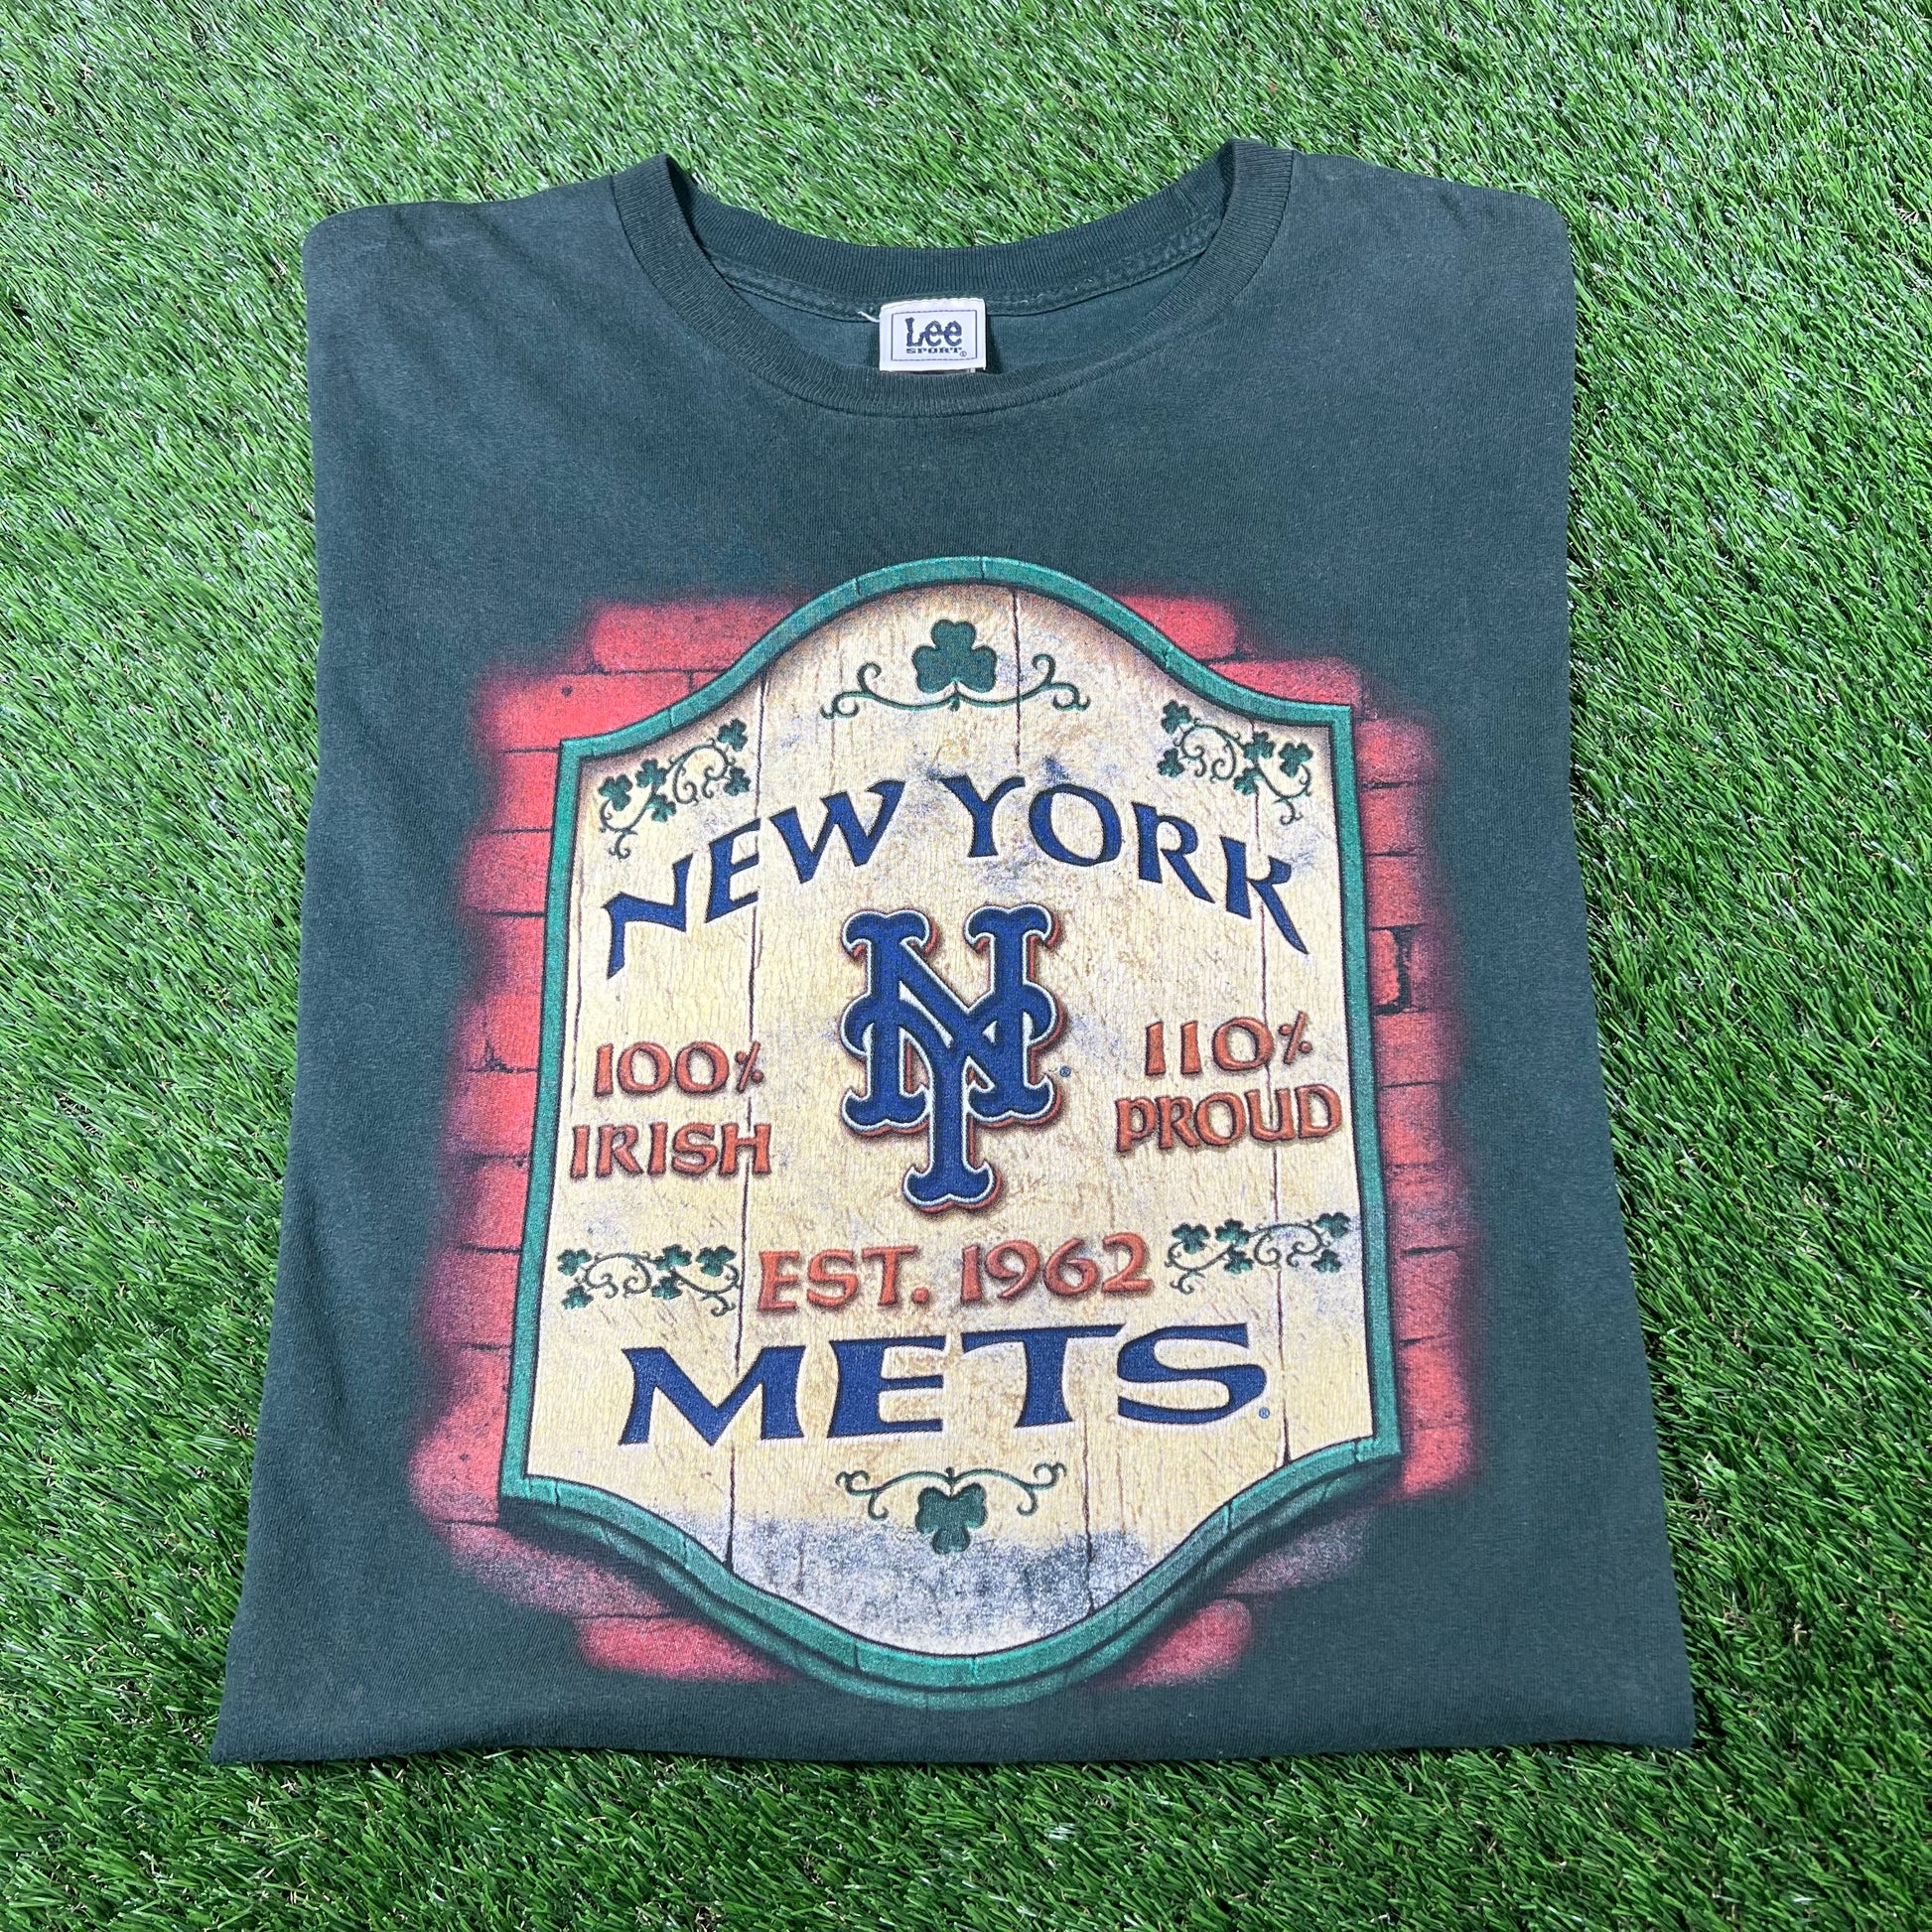 Lee
SPORT®
NEW YORK
NY®
100% IRISH
110% PROUD
EST. 1962
METS®